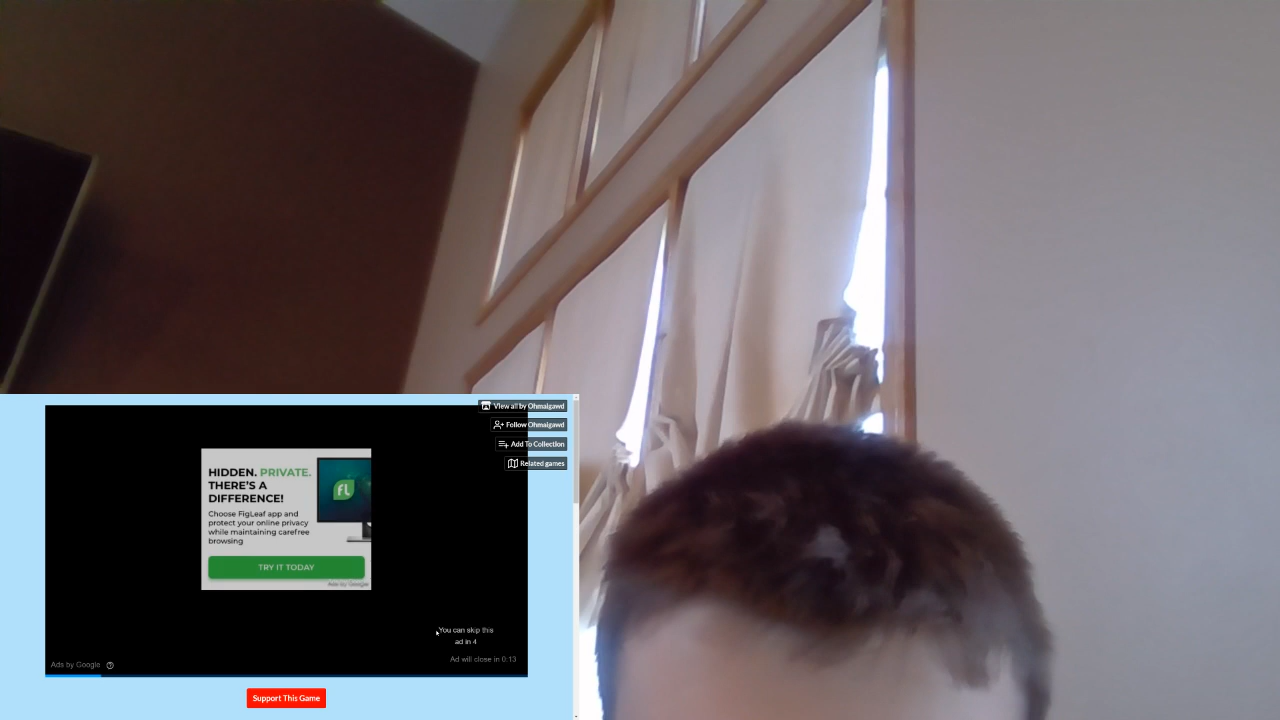 View all by Ohmalgawd
Follow Ohmalgawd
Add To Collection
Related games
HIDDEN. PRIVATE.
THERE'S A
DIFFERENCE!
fL
Choose FigLeaf app and
protect your online privacy
while maintaining carefree
browsing
TRY IT TODAY
Ads by Google
You can skip this
ad in 4
Ad will close in 0:13
Ads by Google
Support This Game